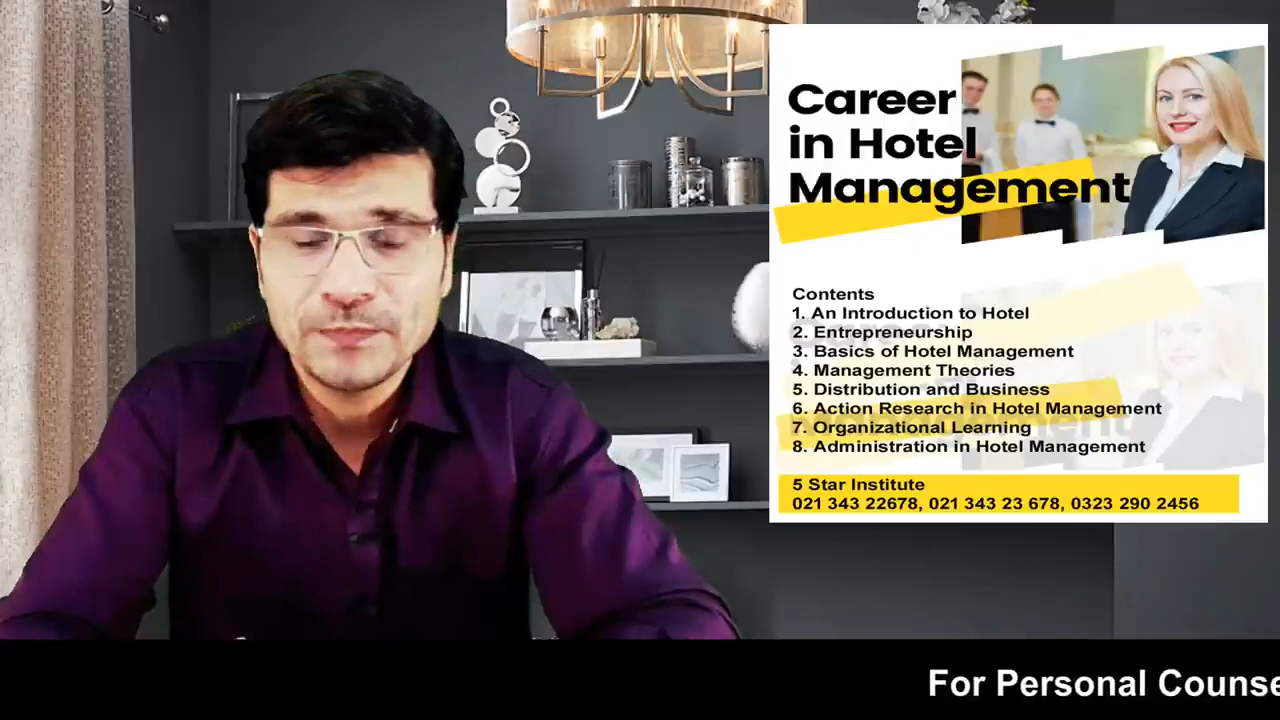 Career
in Hotel
Management
Contents
1. An Introduction to Hotel
2. Entrepreneurship
3. Basics of Hotel Management
4. Management Theories
5. Distribution and Business
6. Action Research in Hotel Management
7. Organizational Learning
8. Administration in Hotel Management
5 Star Institute
021 343 22678, 021 343 23 678, 0323 290 2456
For Personal Counse